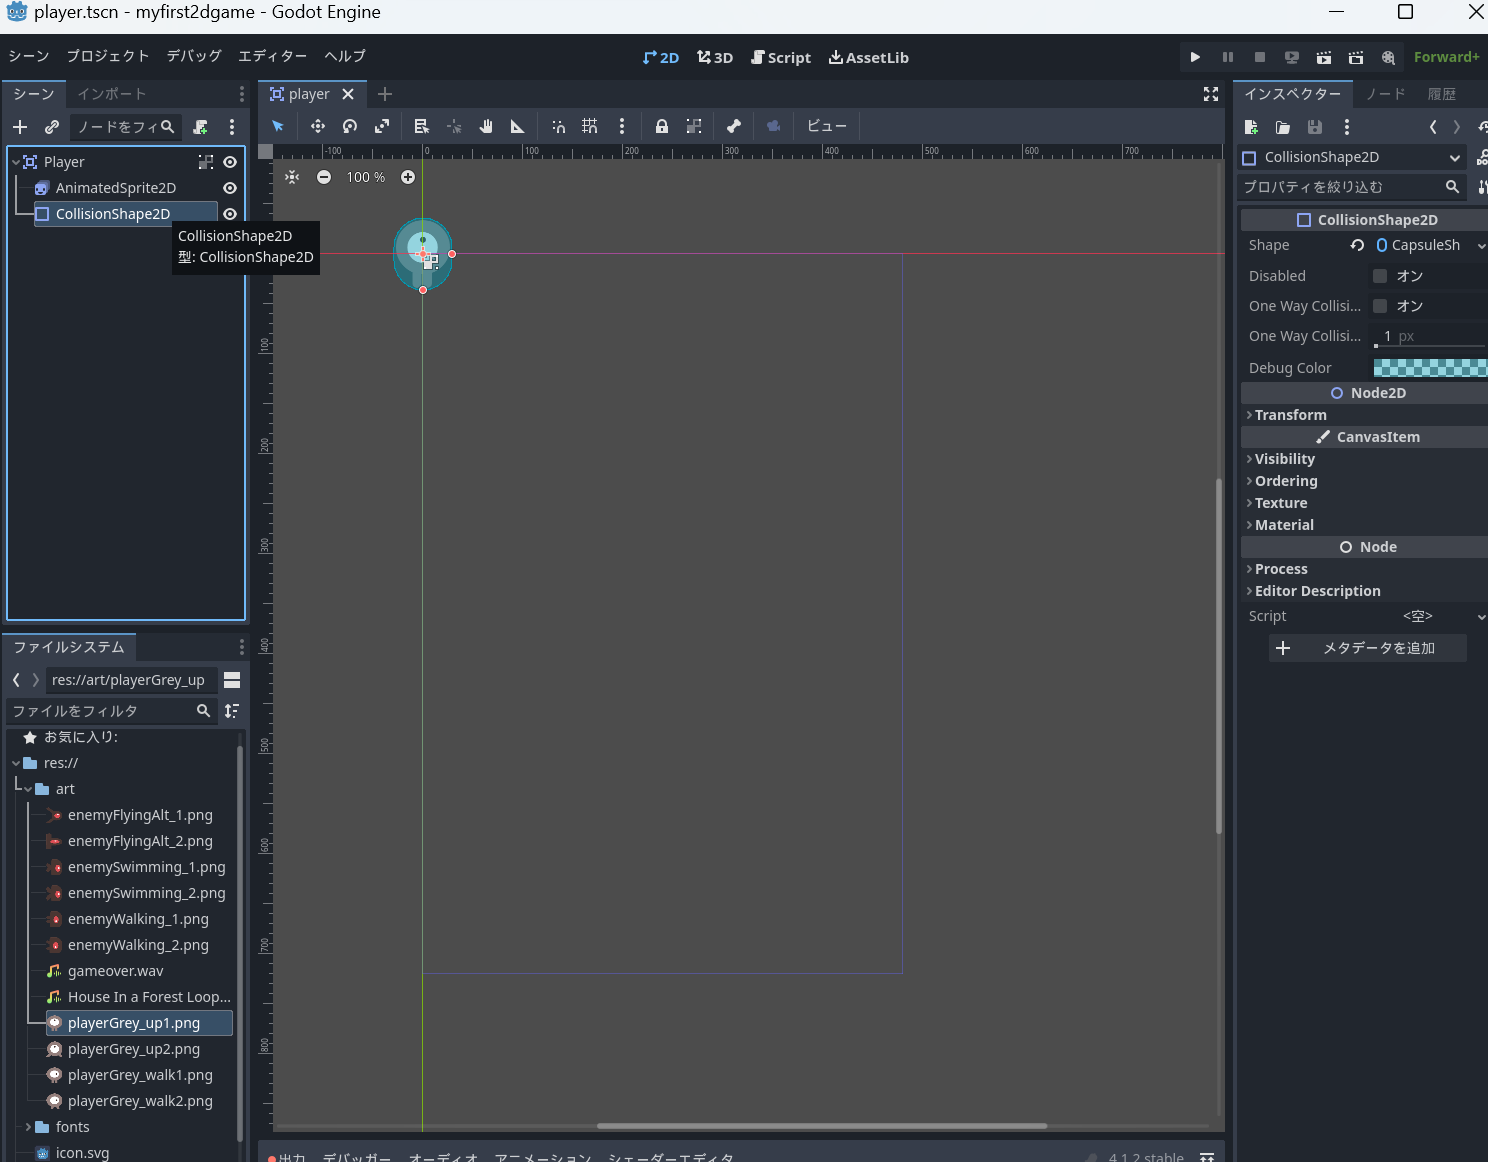 player.tscn - myfirst2dgame - Godot Engine
シーン プロジェクト デバッグ エディター ヘルプ
2D 3D Script AssetLib
Forward+
シーン インポート
ノードをフィ
Player
AnimatedSprite2D
CollisionShape2D
CollisionShape2D
型: CollisionShape2D
ファイルシステム
res://art/playerGrey_up
ファイルをフィルタ
お気に入り:
res://
art
enemyFlyingAlt_1.png
enemyFlyingAlt_2.png
enemySwimming_1.png
enemySwimming_2.png
enemyWalking_1.png
enemyWalking_2.png
gameover.wav
House In a Forest Loop...
playerGrey_up1.png
playerGrey_up2.png
playerGrey_walk1.png
playerGrey_walk2.png
fonts
icon.svg
player
ビュー
-100 0 100 200 300 400 500 600 700
100 %
100
200
300
400
500
600
700
800
出力 デバッガー オーディオ アニメーション シェーダーエディタ
4.1.2.stable
インスペクター ノード 履歴
CollisionShape2D
プロパティを絞り込む
CollisionShape2D
Shape CapsuleSh
Disabled オン
One Way Collisi... オン
One Way Collisi... 1 px
Debug Color
Node2D
Transform
CanvasItem
Visibility
Ordering
Texture
Material
Node
Process
Editor Description
Script <空>
メタデータを追加